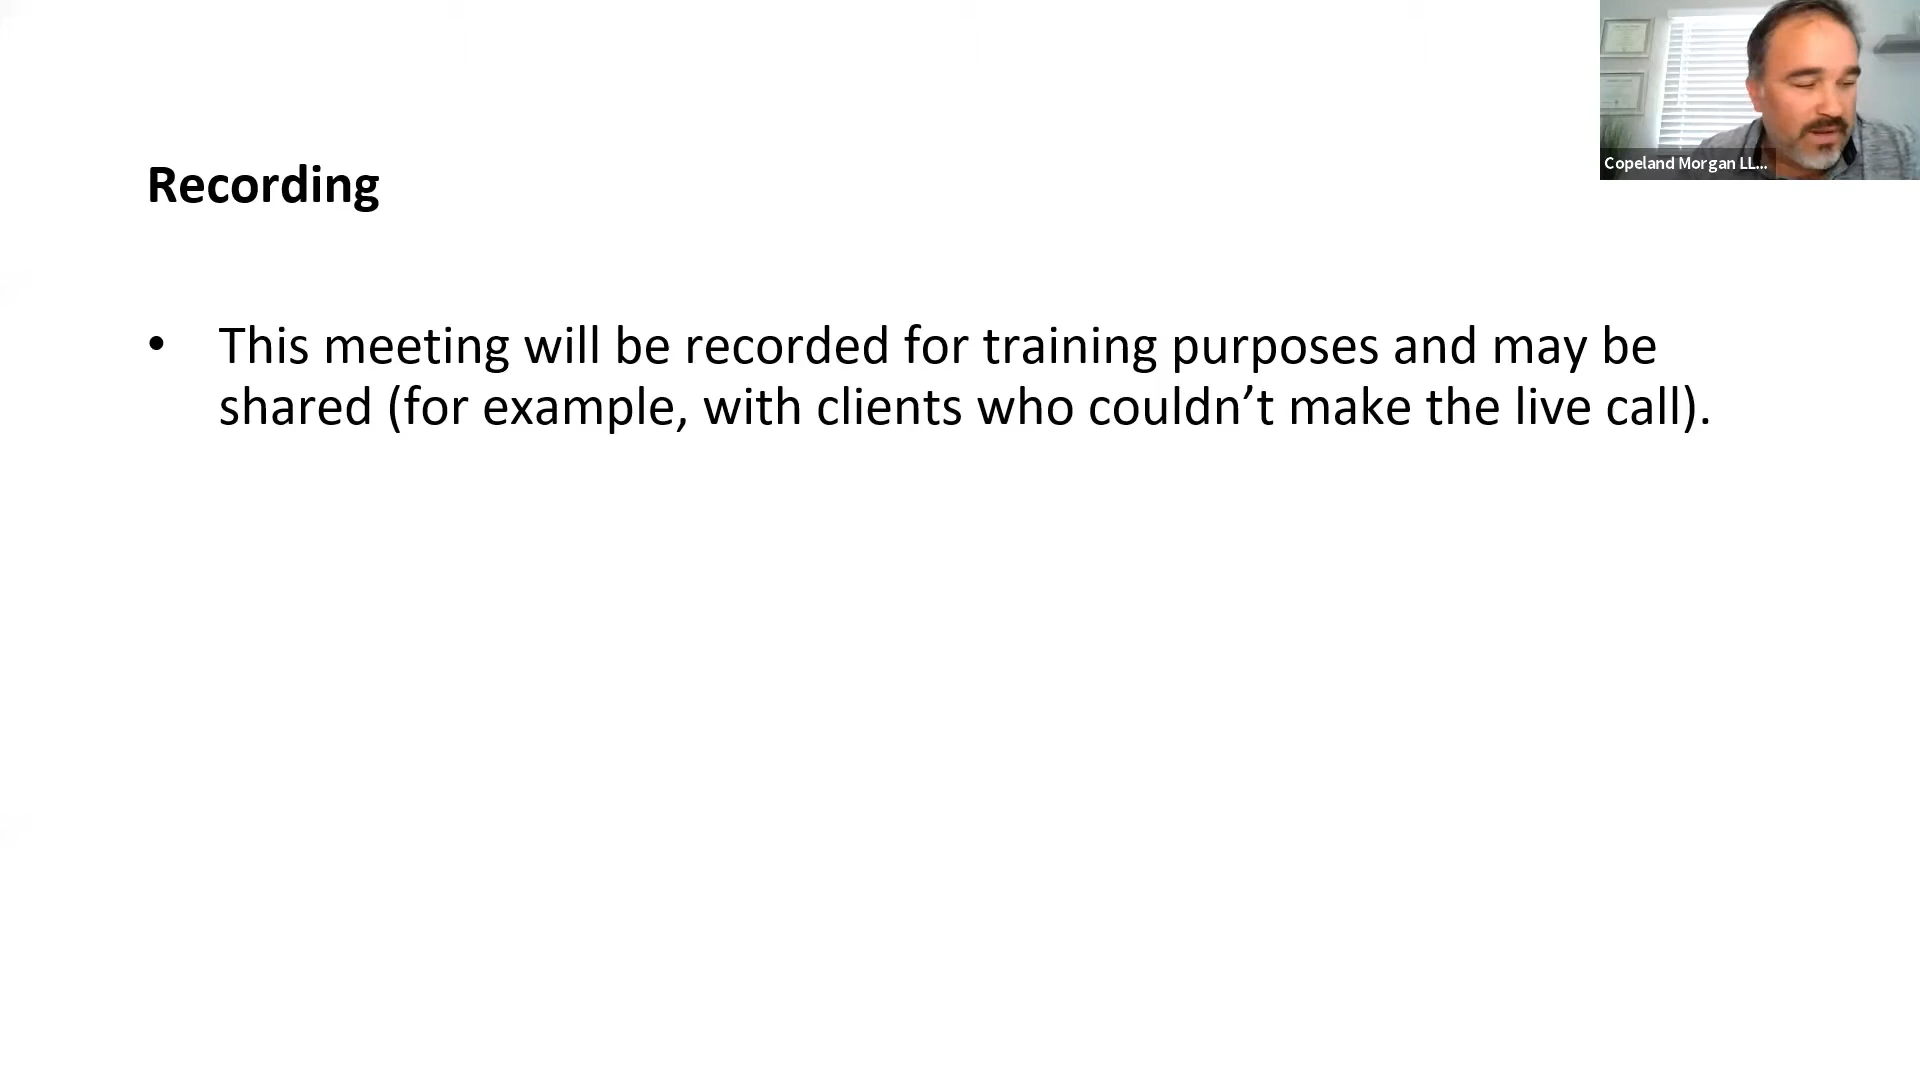 Copeland Morgan LL...
Recording
• This meeting will be recorded for training purposes and may be
shared (for example, with clients who couldn’t make the live call).